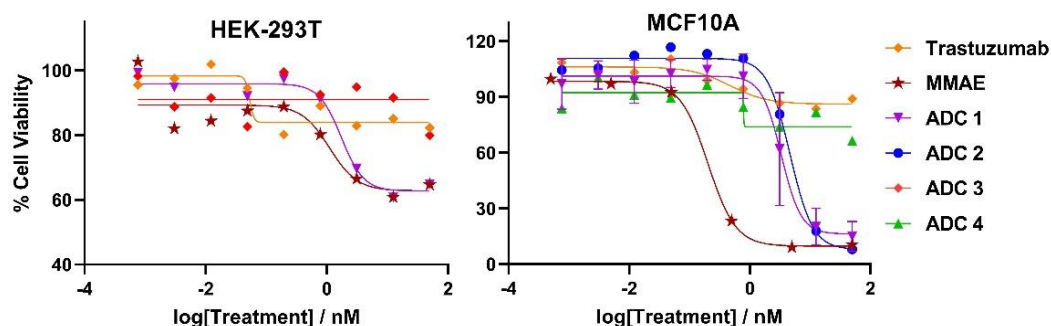 HEK-293T
% Cell Viability
100
80
60
40
-4
-2
0
2
log[Treatment] / nM
MCF10A
120
90
60
30
0
-4
-2
0
2
log[Treatment] / nM
Trastuzumab
MMAE
ADC 1
ADC 2
ADC 3
ADC 4